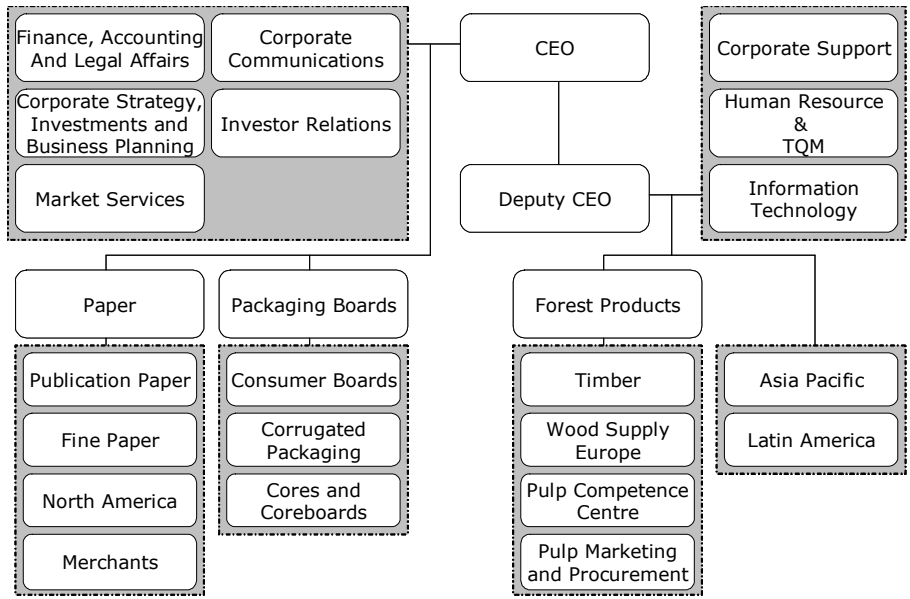 Finance, Accounting
And Legal Affairs
Corporate
Communications
Corporate Strategy,
Investments and
Business Planning
Investor Relations
Market Services
CEO
Deputy CEO
Corporate Support
Human Resource
&
TQM
Information
Technology
Paper
Publication Paper
Fine Paper
North America
Merchants
Packaging Boards
Consumer Boards
Corrugated
Packaging
Cores and
Coreboards
Forest Products
Timber
Wood Supply
Europe
Pulp Competence
Centre
Pulp Marketing
and Procurement
Asia Pacific
Latin America